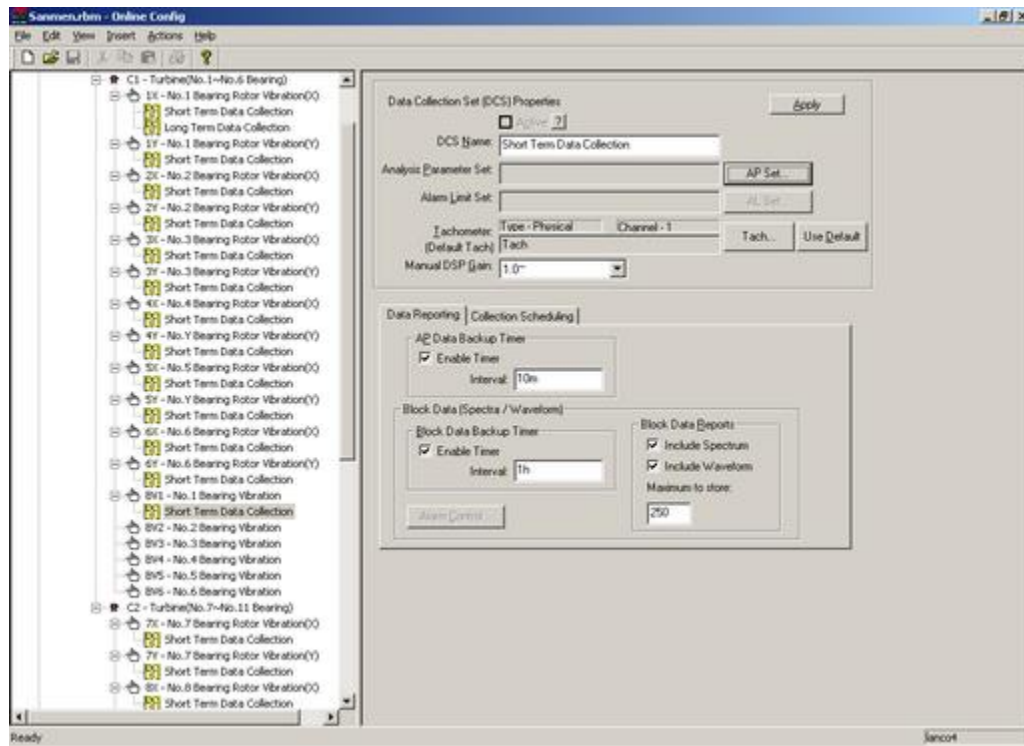 Sanmen.rbm - Online Config
File Edit View Insert Actions Help
C1 - Turbine(No.1~No.6 Bearing)
1X - No.1 Bearing Rotor Vibration(X)
Short Term Data Collection
Long Term Data Collection
1Y - No.1 Bearing Rotor Vibration(Y)
Short Term Data Collection
2X - No.2 Bearing Rotor Vibration(X)
Short Term Data Collection
2Y - No.2 Bearing Rotor Vibration(Y)
Short Term Data Collection
3X - No.3 Bearing Rotor Vibration(X)
Short Term Data Collection
3Y - No.3 Bearing Rotor Vibration(Y)
Short Term Data Collection
4X - No.4 Bearing Rotor Vibration(X)
Short Term Data Collection
4Y - No.Y Bearing Rotor Vibration(Y)
Short Term Data Collection
5X - No.5 Bearing Rotor Vibration(X)
Short Term Data Collection
5Y - No.Y Bearing Rotor Vibration(Y)
Short Term Data Collection
6X - No.6 Bearing Rotor Vibration(X)
Short Term Data Collection
6Y - No.6 Bearing Rotor Vibration(Y)
Short Term Data Collection
BV1 - No.1 Bearing Vibration
Short Term Data Collection
BV2 - No.2 Bearing Vibration
BV3 - No.3 Bearing Vibration
BV4 - No.4 Bearing Vibration
BV5 - No.5 Bearing Vibration
BV6 - No.6 Bearing Vibration
C2 - Turbine(No.7~No.11 Bearing)
7X - No.7 Bearing Rotor Vibration(X)
Short Term Data Collection
7Y - No.7 Bearing Rotor Vibration(Y)
Short Term Data Collection
8X - No.8 Bearing Rotor Vibration(X)
Short Term Data Collection
Data Collection Set (DCS) Properties
Apply
Active ?
DCS Name: Short Term Data Collection
Analysis Parameter Set: AP Set...
Alarm Limit Set: AL Set...
Tachometer: Type - Physical Channel - 1
(Default Tach) Tach
Tach... Use Default
Manual DSP Gain: 1.0~
Data Reporting Collection Scheduling
AP Data Backup Timer
Enable Timer
Interval: 10m
Block Data (Spectra / Waveform)
Block Data Backup Timer
Enable Timer
Interval: 1h
Alarm Control...
Block Data Reports
Include Spectrum
Include Waveform
Maximum to store:
250
Ready
lanco4